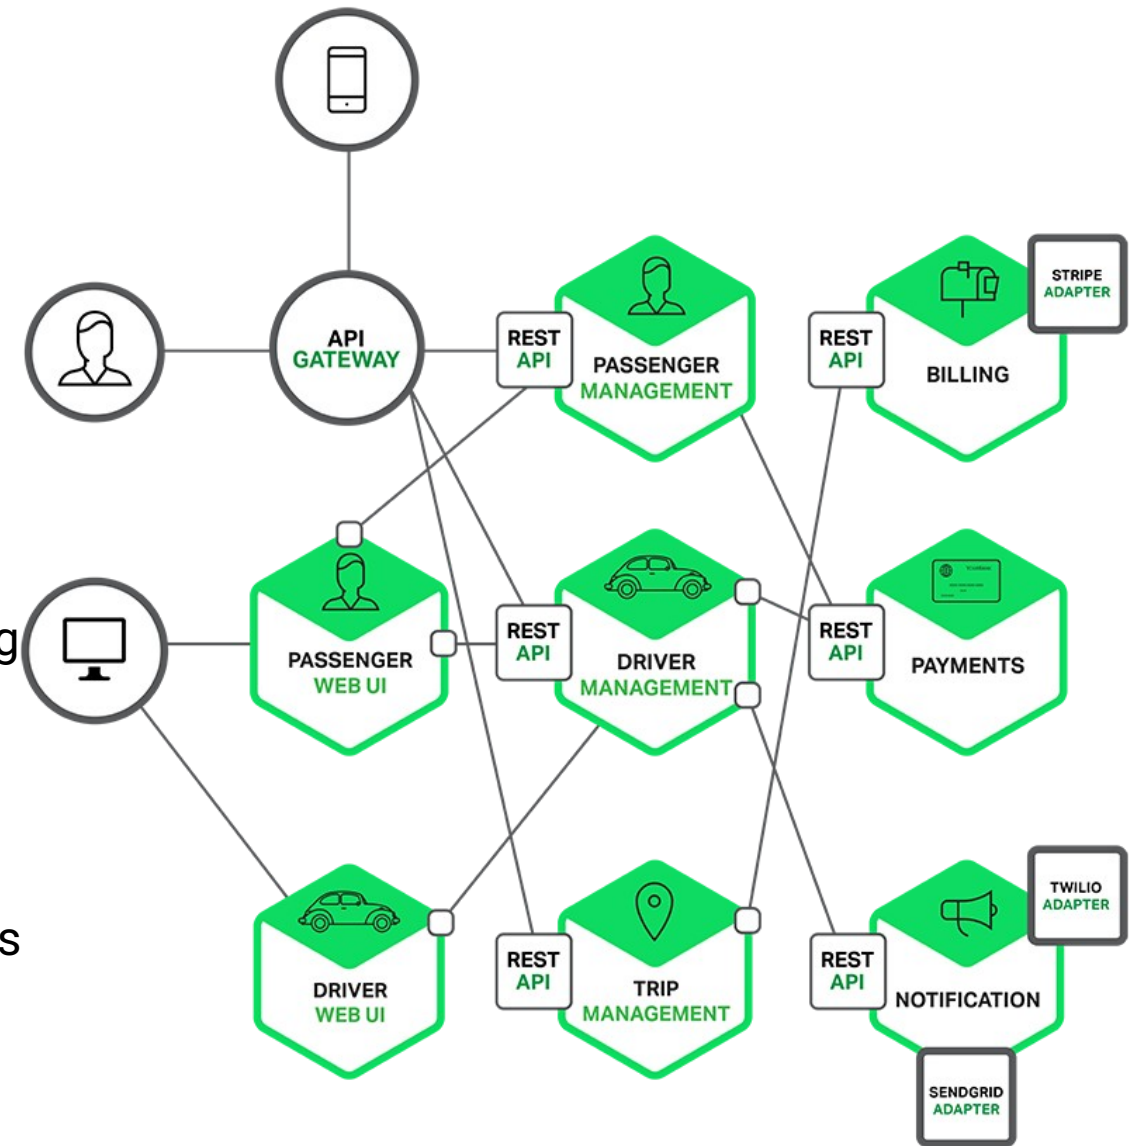 API
GATEWAY
REST
API
PASSENGER
MANAGEMENT
REST
API
BILLING
STRIPE
ADAPTER
g
PASSENGER
WEB UI
REST
API
DRIVER
MANAGEMENT
REST
API
PAYMENTS
s
DRIVER
WEB UI
REST
API
TRIP
MANAGEMENT
REST
API
NOTIFICATION
TWILIO
ADAPTER
SENDGRID
ADAPTER